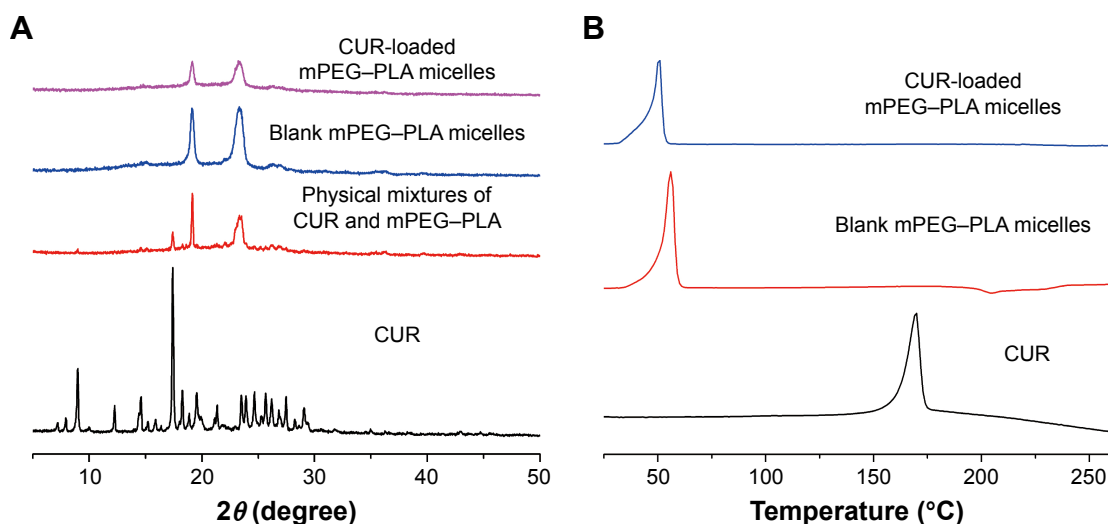 A
CUR-loaded
mPEG–PLA micelles
Blank mPEG–PLA micelles
Physical mixtures of
CUR and mPEG–PLA
CUR
10
20
30
40
50
2θ (degree)
B
CUR-loaded
mPEG–PLA micelles
Blank mPEG–PLA micelles
CUR
50
100
150
200
250
Temperature (°C)